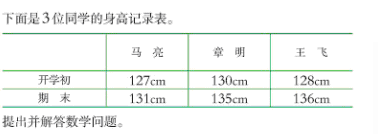 下面是3位同学的身高记录表。
马 亮 章 明 王 飞
开学初 127cm 130cm 128cm
期 末 131cm 135cm 136cm
提出并解答数学问题。